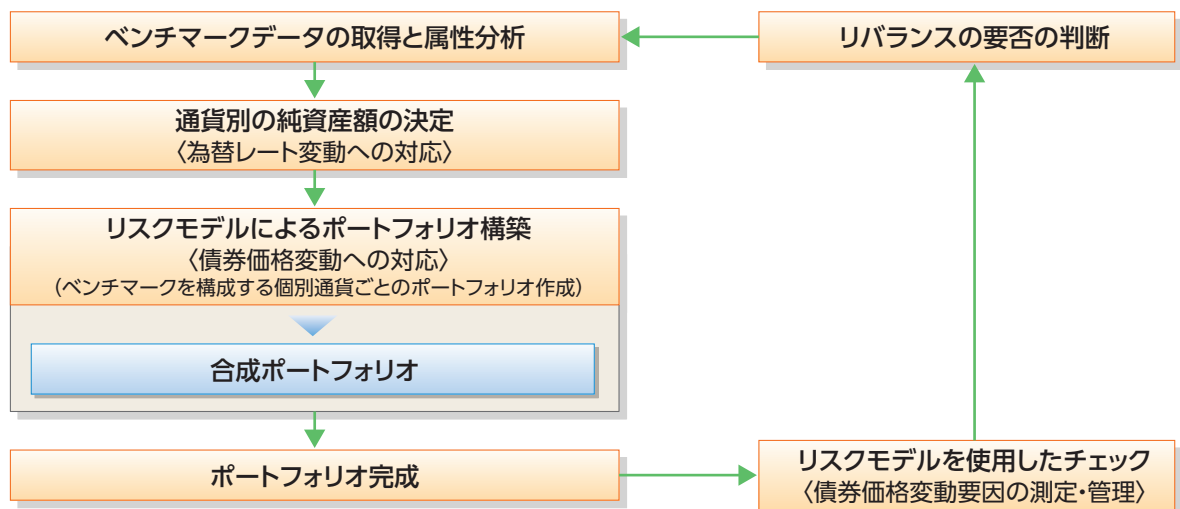 ベンチマークデータの取得と属性分析
通貨別の純資産額の決定
〈為替レート変動への対応〉
リスクモデルによるポートフォリオ構築
〈債券価格変動への対応〉
(ベンチマークを構成する個別通貨ごとのポートフォリオ作成)
合成ポートフォリオ
ポートフォリオ完成
リスクモデルを使用したチェック
〈債券価格変動要因の測定・管理〉
リバランスの要否の判断